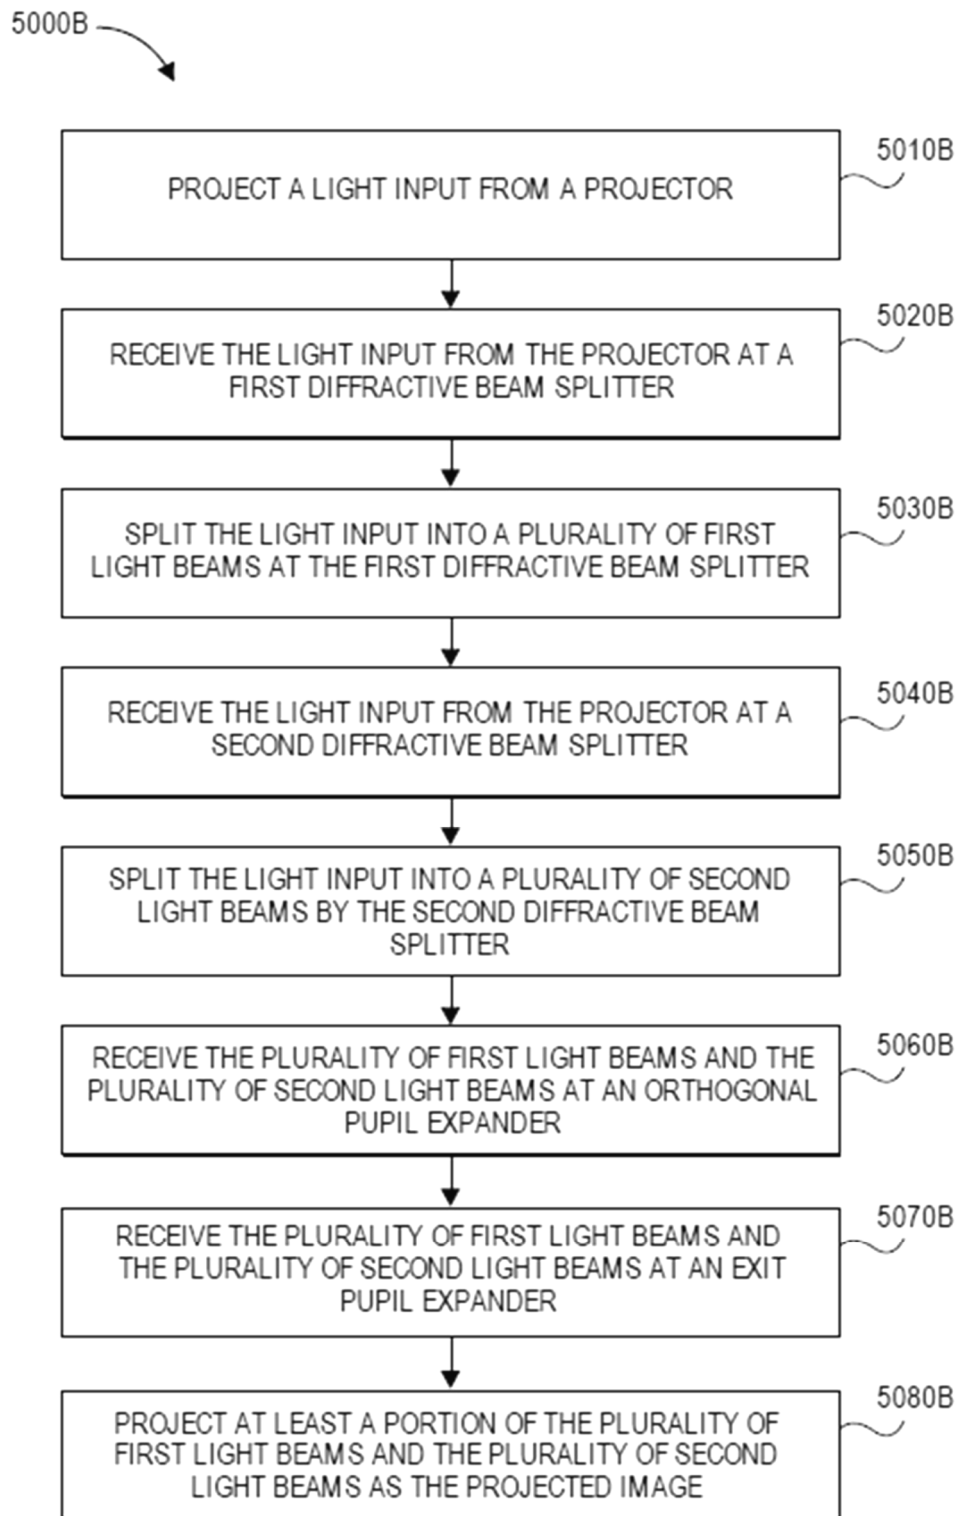 5000B
5010B
PROJECT A LIGHT INPUT FROM A PROJECTOR
5020B
RECEIVE THE LIGHT INPUT FROM THE PROJECTOR AT A
FIRST DIFFRACTIVE BEAM SPLITTER
5030B
SPLIT THE LIGHT INPUT INTO A PLURALITY OF FIRST
LIGHT BEAMS AT THE FIRST DIFFRACTIVE BEAM SPLITTER
5040B
RECEIVE THE LIGHT INPUT FROM THE PROJECTOR AT A
SECOND DIFFRACTIVE BEAM SPLITTER
5050B
SPLIT THE LIGHT INPUT INTO A PLURALITY OF SECOND
LIGHT BEAMS BY THE SECOND DIFFRACTIVE BEAM
SPLITTER
5060B
RECEIVE THE PLURALITY OF FIRST LIGHT BEAMS AND THE
PLURALITY OF SECOND LIGHT BEAMS AT AN ORTHOGONAL
PUPIL EXPANDER
5070B
RECEIVE THE PLURALITY OF FIRST LIGHT BEAMS AND
THE PLURALITY OF SECOND LIGHT BEAMS AT AN EXIT
PUPIL EXPANDER
5080B
PROJECT AT LEAST A PORTION OF THE PLURALITY OF
FIRST LIGHT BEAMS AND THE PLURALITY OF SECOND
LIGHT BEAMS AS THE PROJECTED IMAGE